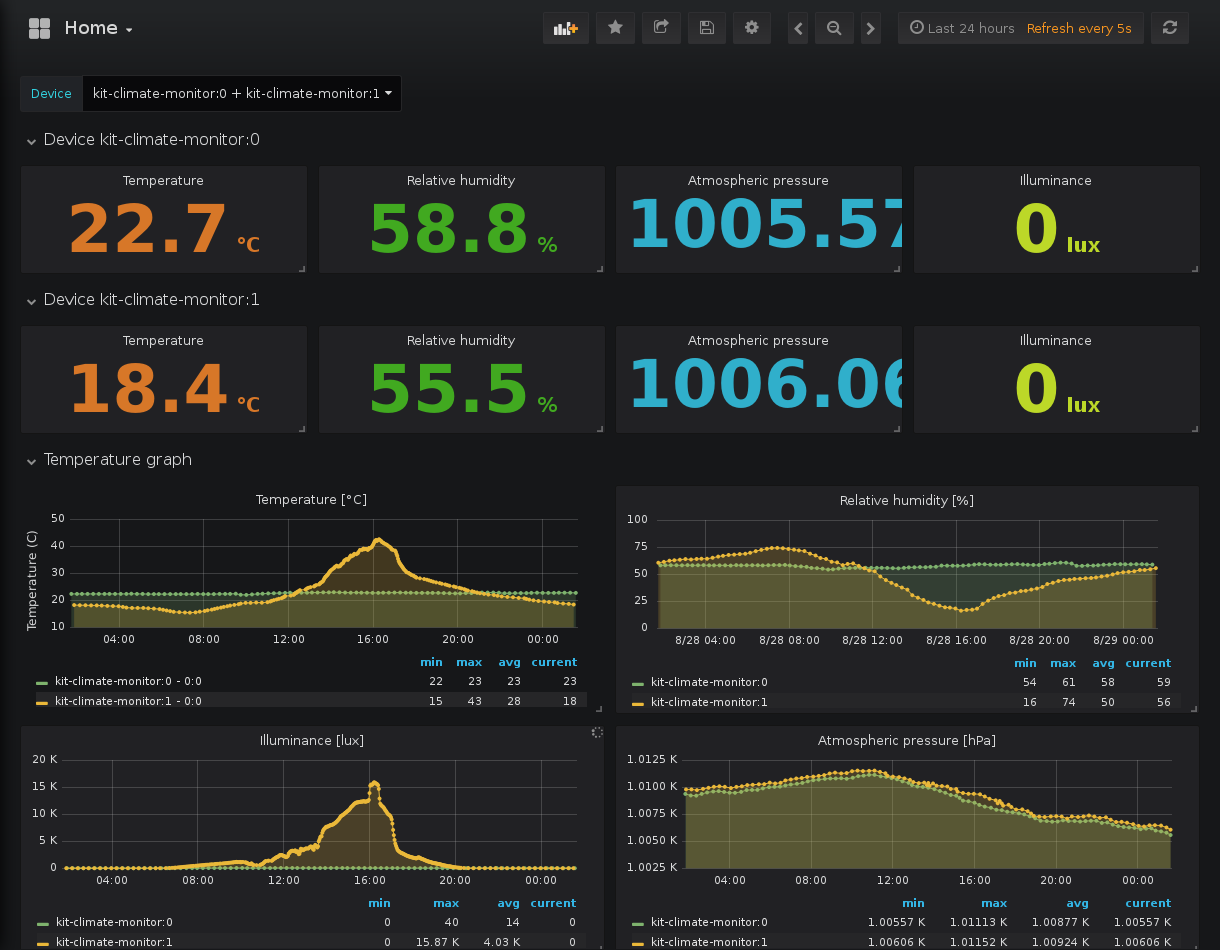 Home
Last 24 hours Refresh every 5s
Device kit-climate-monitor:0 + kit-climate-monitor:1
Device kit-climate-monitor:0
Temperature Relative humidity Atmospheric pressure Illuminance
22.7 °C 58.8 % 1005.57 0 lux
Device kit-climate-monitor:1
Temperature Relative humidity Atmospheric pressure Illuminance
18.4 °C 55.5 % 1006.06 0 lux
Temperature graph
Temperature [°C]
Temperature (C)
50
40
30
20
10
04:00 08:00 12:00 16:00 20:00 00:00
min max avg current
kit-climate-monitor:0 - 0:0 22 23 23 23
kit-climate-monitor:1 - 0:0 15 43 28 18
Relative humidity [%]
100
75
50
25
0
8/28 04:00 8/28 08:00 8/28 12:00 8/28 16:00 8/28 20:00 8/29 00:00
min max avg current
kit-climate-monitor:0 54 61 58 59
kit-climate-monitor:1 16 74 50 56
Illuminance [lux]
20 K
15 K
10 K
5 K
0
04:00 08:00 12:00 16:00 20:00 00:00
min max avg current
kit-climate-monitor:0 0 40 14 0
kit-climate-monitor:1 0 15.87 K 4.03 K 0
Atmospheric pressure [hPa]
1.0125 K
1.0100 K
1.0075 K
1.0050 K
1.0025 K
04:00 08:00 12:00 16:00 20:00 00:00
min max avg current
kit-climate-monitor:0 1.00557 K 1.01113 K 1.00877 K 1.00557 K
kit-climate-monitor:1 1.00606 K 1.01152 K 1.00924 K 1.00606 K